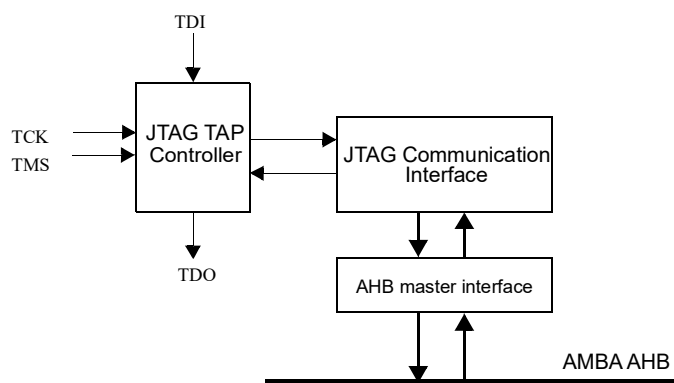 TDI
TCK
TMS
JTAG TAP
Controller
JTAG Communication
Interface
TDO
AHB master interface
AMBA AHB